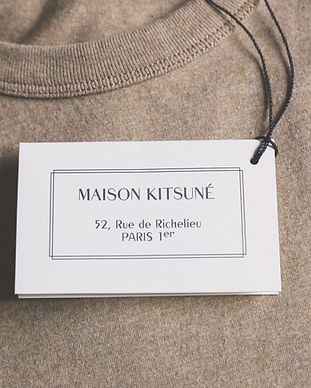 MAISON KITSUNÉ
52, Rue de Richelieu
PARIS 1er